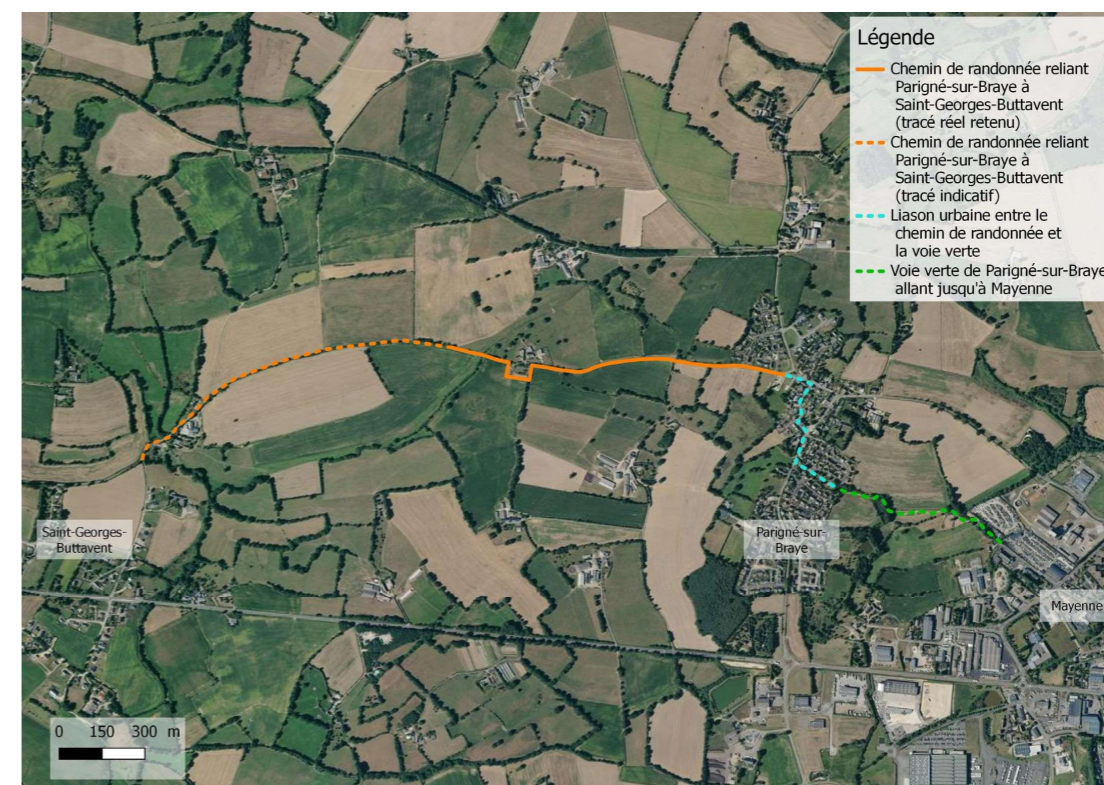 Légende
Chemin de randonnée reliant
Parigné-sur-Braye à
Saint-Georges-Buttavent
(tracé réel retenu)
Chemin de randonnée reliant
Parigné-sur-Braye à
Saint-Georges-Buttavent
(tracé indicatif)
Liason urbaine entre le
chemin de randonnée et
la voie verte
Voie verte de Parigné-sur-Braye
allant jusqu'à Mayenne
Saint-Georges-
Buttavent
Parigné-sur-
Braye
Mayenne
0 150 300 m